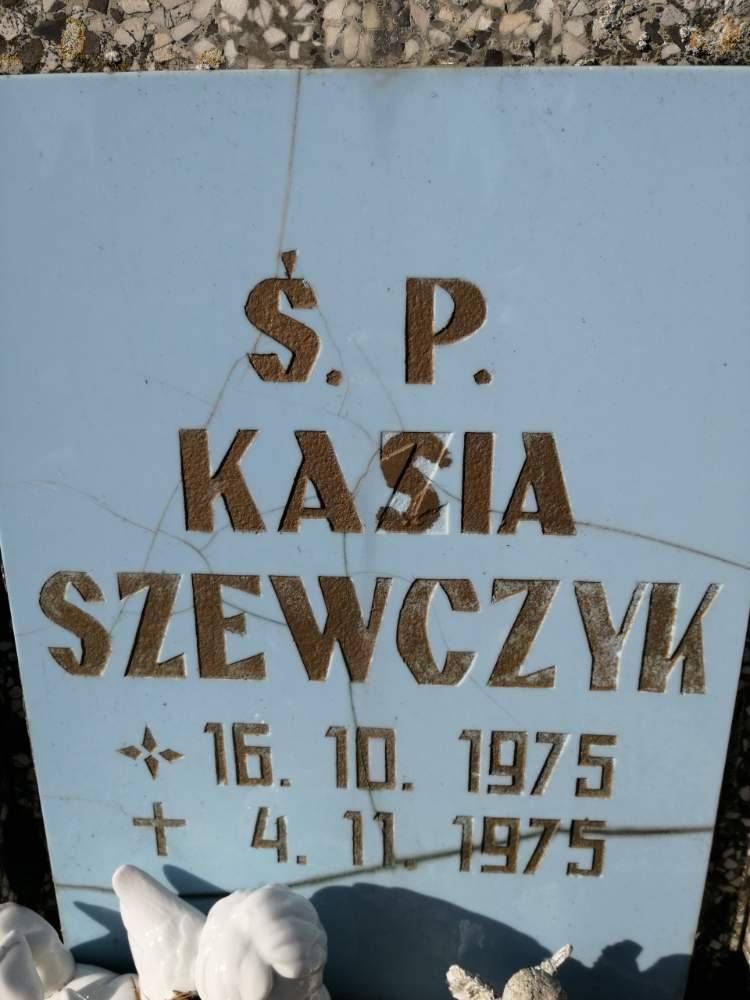 Ś. P.
KASIA
SZEWCZYK
16. 10. 1975
4. 11. 1975